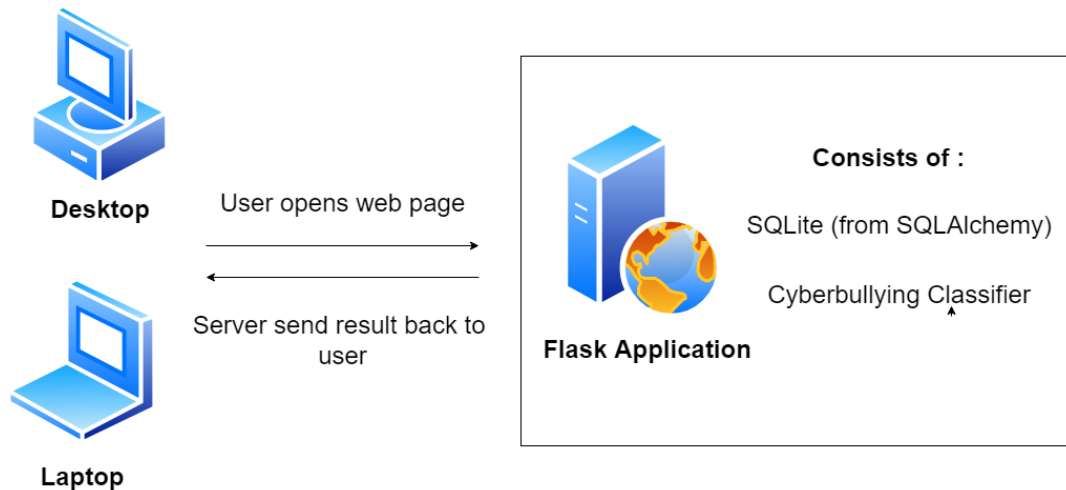 Desktop
User opens web page
Server send result back to
user
Laptop
Flask Application
Consists of :
SQLite (from SQLAlchemy)
Cyberbullying Classifier